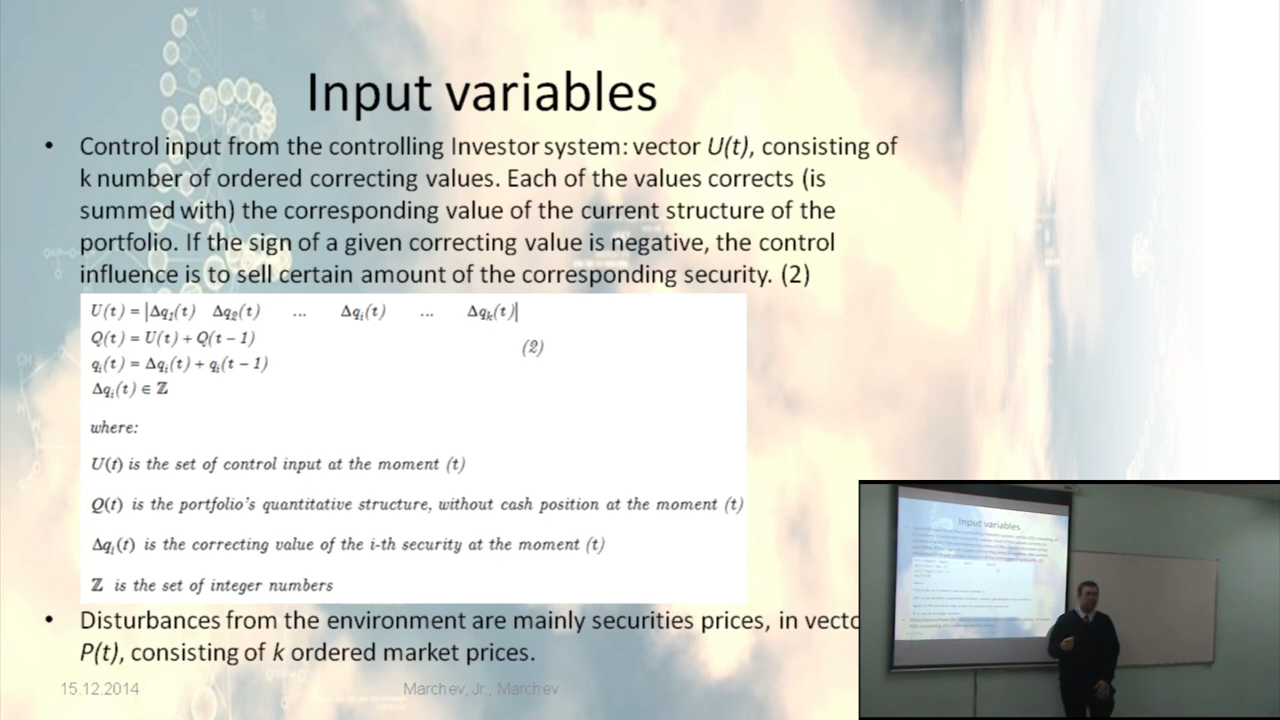 Input variables
• Control input from the controlling Investor system: vector U(t), consisting of
k number of ordered correcting values. Each of the values corrects (is
summed with) the corresponding value of the current structure of the
portfolio. If the sign of a given correcting value is negative, the control
influence is to sell certain amount of the corresponding security. (2)
U(t) = |Δq₁(t) Δq₂(t) ... Δqᵢ(t) ... Δqₖ(t)|
Q(t) = U(t) + Q(t − 1)
(2)
qᵢ(t) = Δqᵢ(t) + qᵢ(t − 1)
Δqᵢ(t) ∈ ℤ
where:
U(t) is the set of control input at the moment (t)
Q(t) is the portfolio's quantitative structure, without cash position at the moment (t)
Δqᵢ(t) is the correcting value of the i-th security at the moment (t)
ℤ is the set of integer numbers
• Disturbances from the environment are mainly securities prices, in vecto
P(t), consisting of k ordered market prices.
15.12.2014 Marchev, Jr., Marchev
Input variables